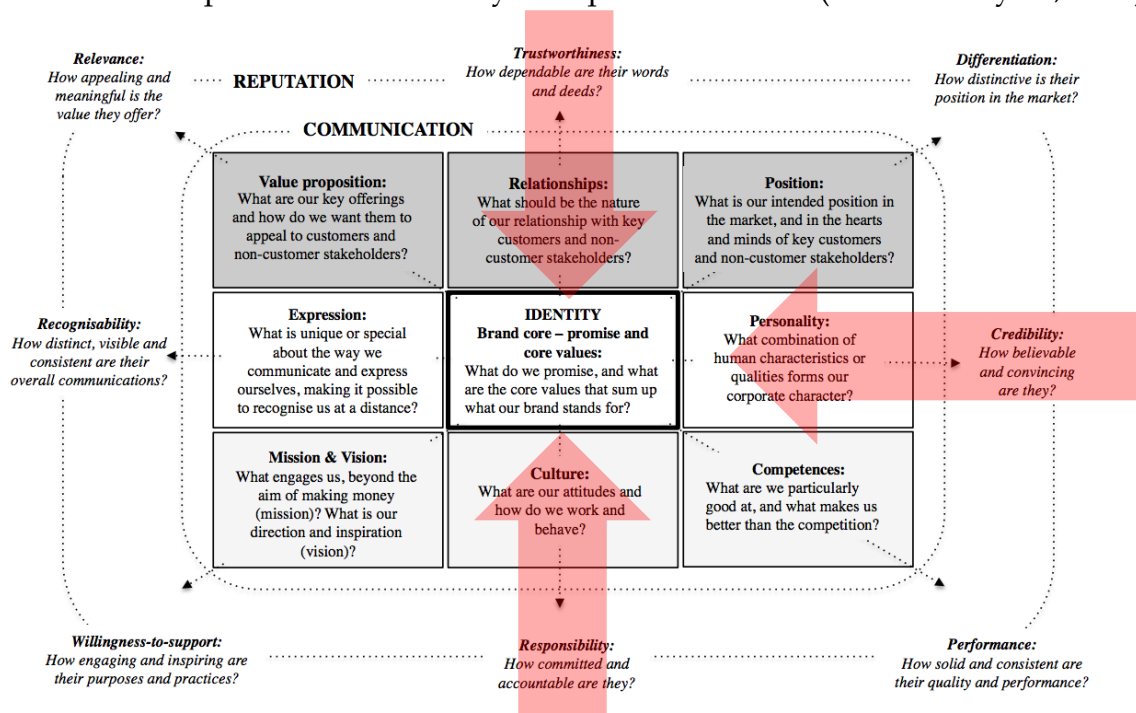 Relevance:
How appealing and
meaningful is the
value they offer?
REPUTATION
Trustworthiness:
How dependable are their words
and deeds?
Differentiation:
How distinctive is their
position in the market?
COMMUNICATION
Value proposition:
What are our key offerings
and how do we want them to
appeal to customers and
non-customer stakeholders?
Relationships:
What should be the nature
of our relationship with key
customers and non-
customer stakeholders?
Position:
What is our intended position in
the market, and in the hearts
and minds of key customers
and non-customer stakeholders?
Recognisability:
How distinct, visible and
consistent are their
overall communications?
Expression:
What is unique or special
about the way we
communicate and express
ourselves, making it possible
to recognise us at a distance?
IDENTITY
Brand core – promise and
core values:
What do we promise, and what
are the core values that sum up
what our brand stands for?
Personality:
What combination of
human characteristics or
qualities forms our
corporate character?
Credibility:
How believable
and convincing
are they?
Mission & Vision:
What engages us, beyond the
aim of making money
(mission)? What is our
direction and inspiration
(vision)?
Culture:
What are our attitudes and
how do we work and
behave?
Competences:
What are we particularly
good at, and what makes us
better than the competition?
Willingness-to-support:
How engaging and inspiring are
their purposes and practices?
Responsibility:
How committed and
accountable are they?
Performance:
How solid and consistent are
their quality and performance?